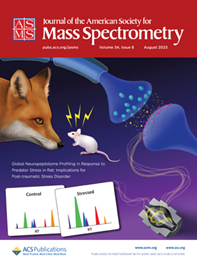 ASMS
Journal of the American Society for
Mass Spectrometry
pubs.acs.org/jasms
Volume 34, Issue 8
August 2023
Global Neuropeptidome Profiling in Response to
Predator Stress in Rat: Implications for
Post-traumatic Stress Disorder
Control
Stressed
RT
RT
ACS Publications
Most Trusted. Most Cited. Most Read.
www.asms.org
www.acs.org